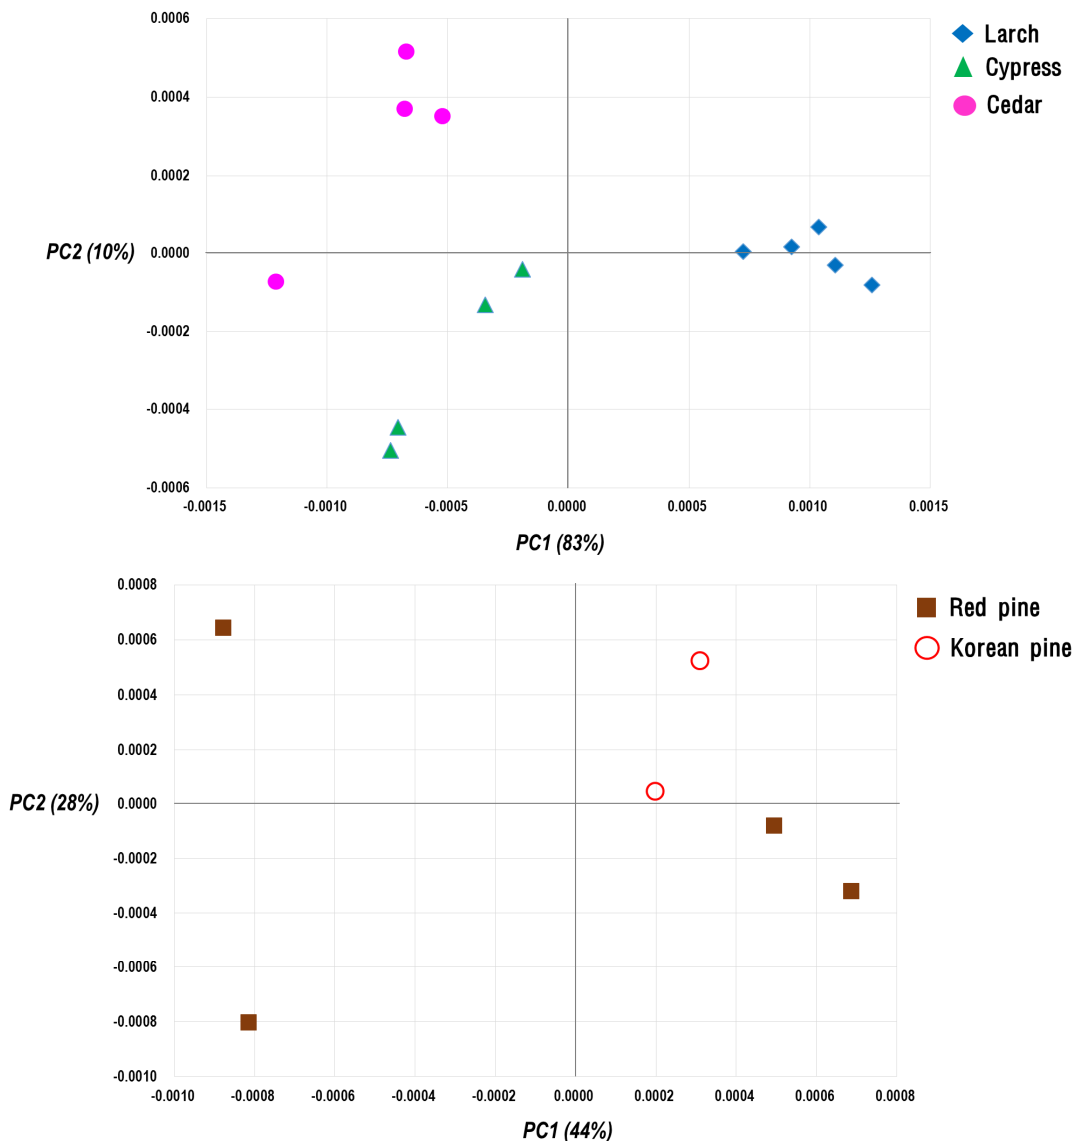 0.0006
0.0004
0.0002
0.0000
-0.0002
-0.0004
-0.0006
PC2 (10%)
-0.0015 -0.0010 -0.0005 0.0000 0.0005 0.0010 0.0015
PC1 (83%)
Larch
Cypress
Cedar
0.0008
0.0006
0.0004
0.0002
0.0000
-0.0002
-0.0004
-0.0006
-0.0008
-0.0010
PC2 (28%)
-0.0010 -0.0008 -0.0006 -0.0004 -0.0002 0.0000 0.0002 0.0004 0.0006 0.0008
PC1 (44%)
Red pine
Korean pine